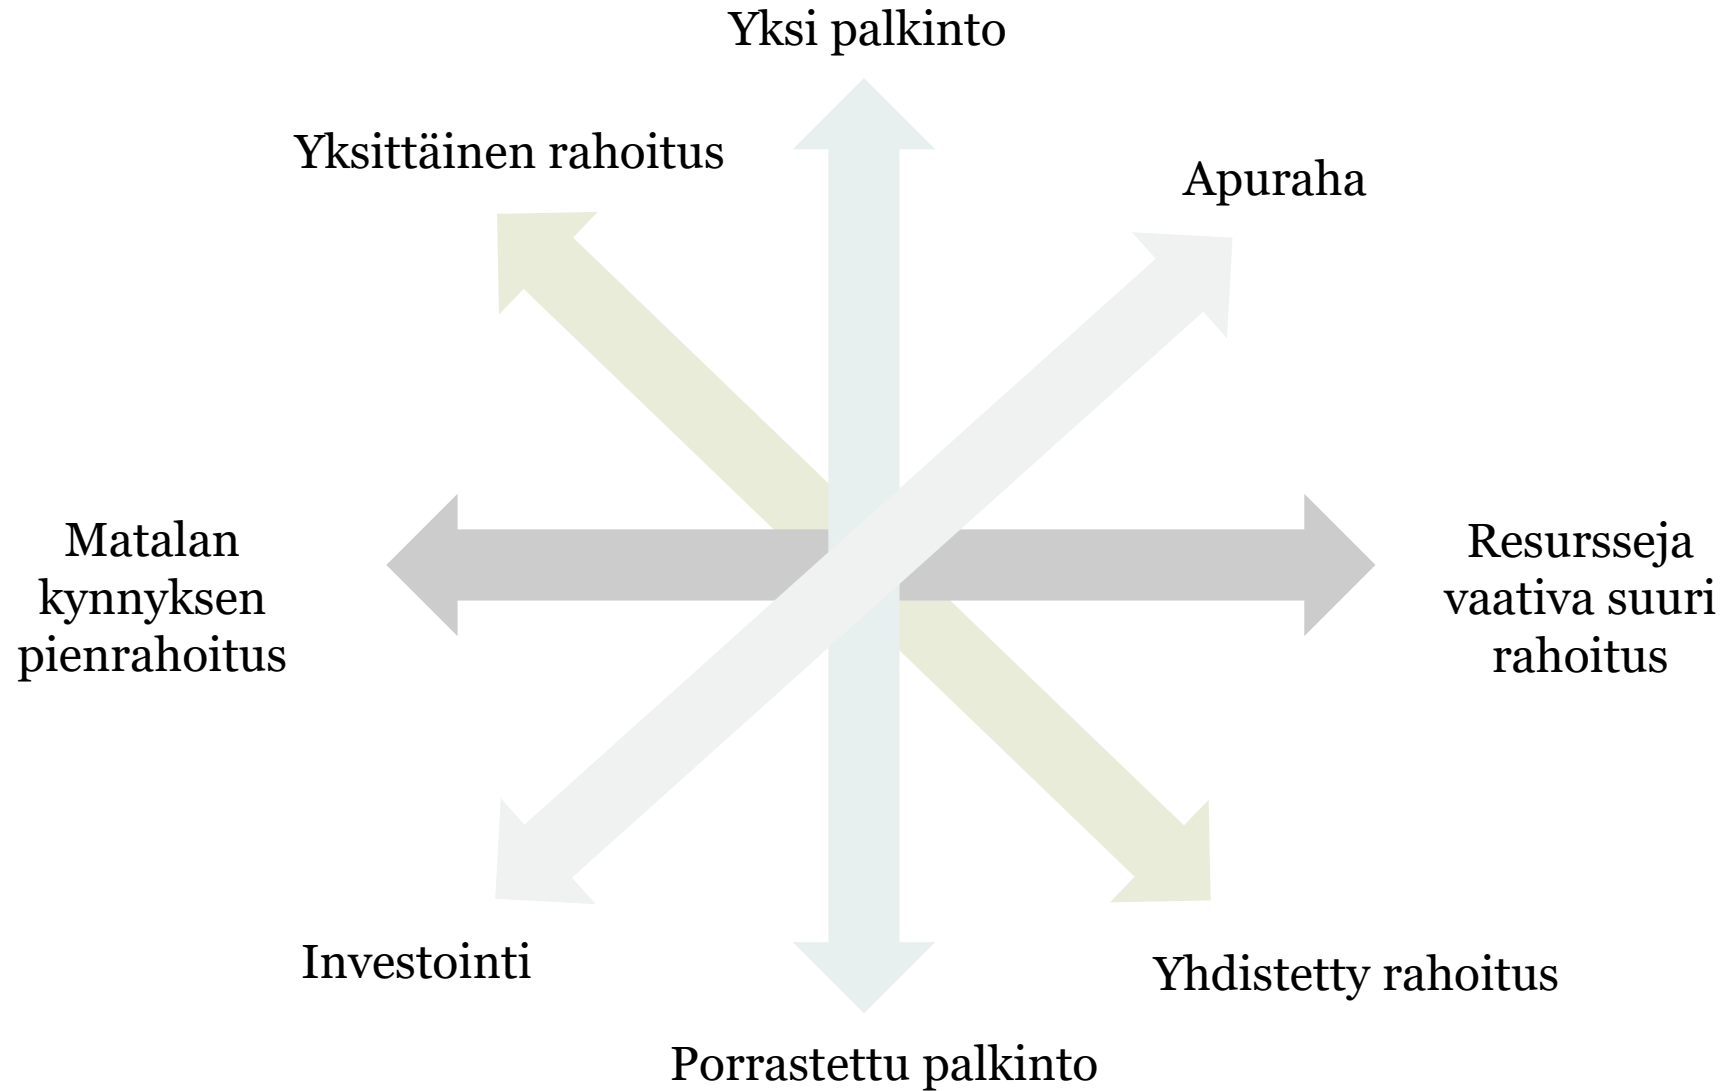 Yksi palkinto
Yksittäinen rahoitus
Apuraha
Matalan
kynnyksen
pienrahoitus
Resursseja
vaativa suuri
rahoitus
Investointi
Yhdistetty rahoitus
Porrastettu palkinto